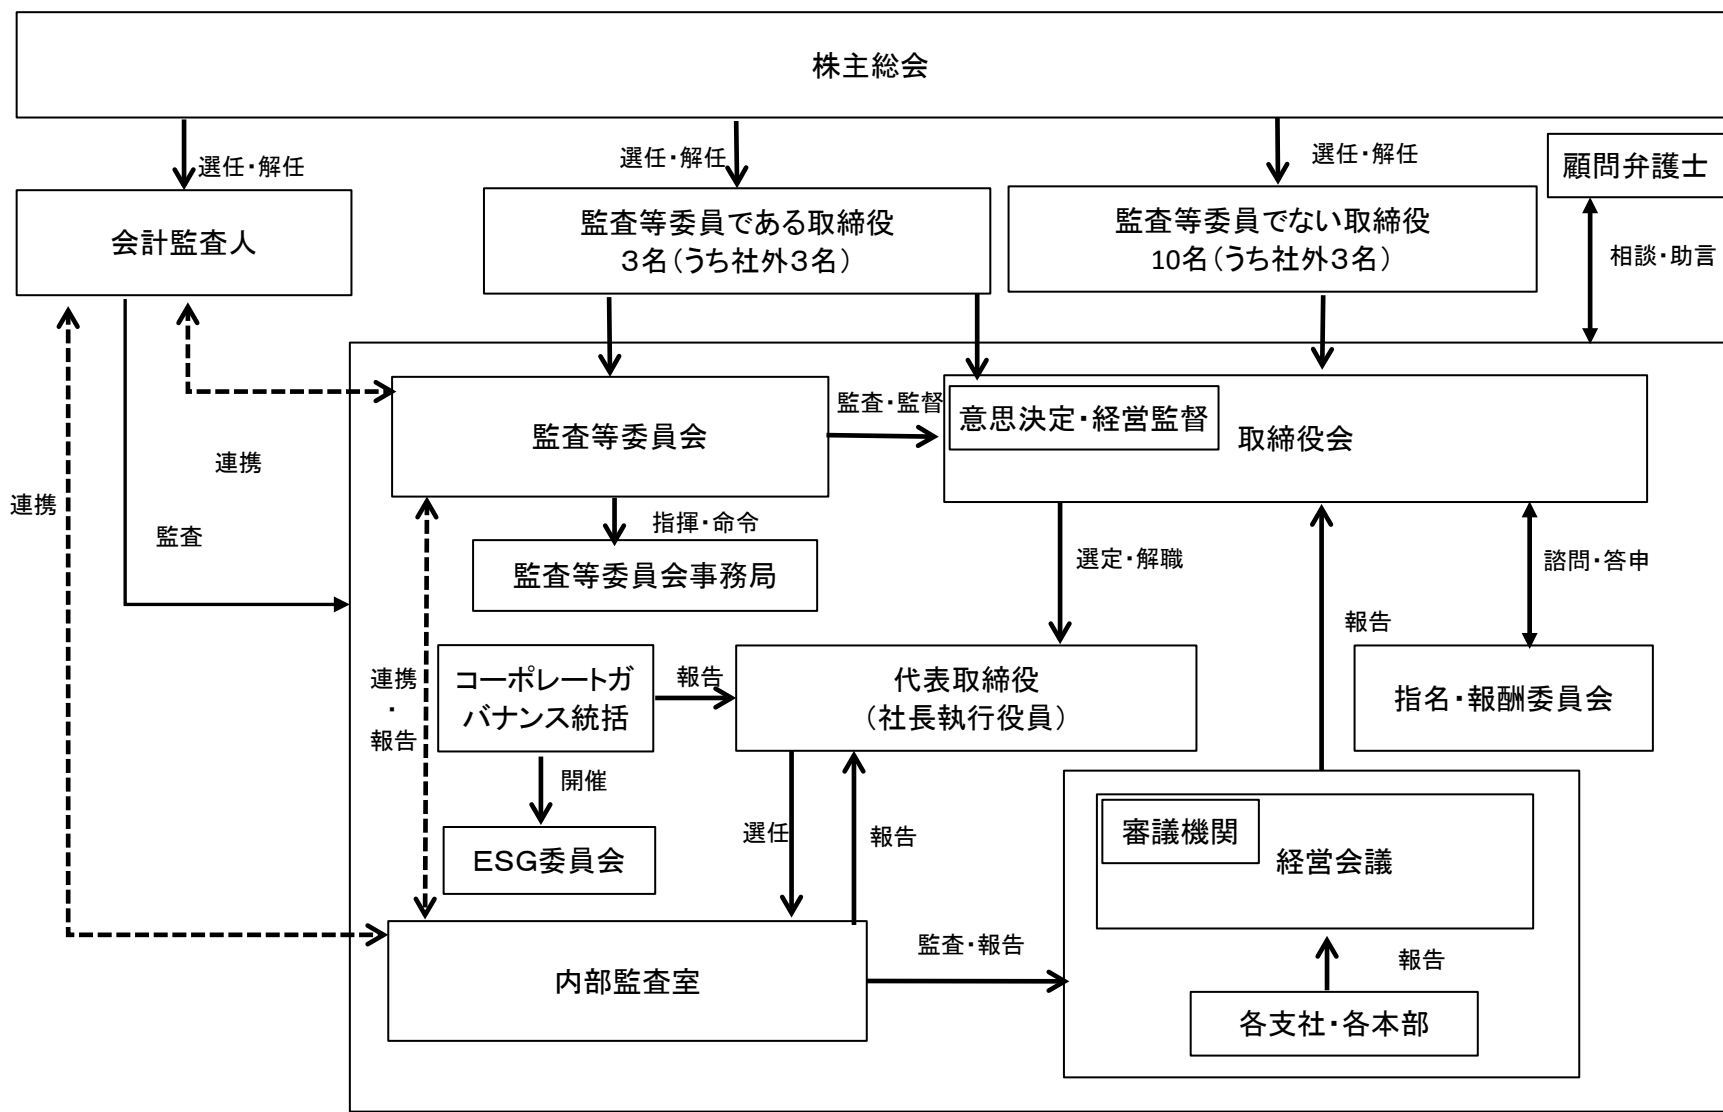 株主総会
選任・解任
選任・解任
選任・解任
顧問弁護士
会計監査人
監査等委員である取締役
3名（うち社外3名）
監査等委員でない取締役
10名（うち社外3名）
相談・助言
監査等委員会
監査・監督
意思決定・経営監督
取締役会
連携
連携
監査
指揮・命令
監査等委員会事務局
選定・解職
諮問・答申
報告
連携
・
報告
コーポレートガ
バナンス統括
報告
代表取締役
（社長執行役員）
指名・報酬委員会
開催
選任
報告
審議機関
経営会議
ESG委員会
内部監査室
監査・報告
報告
各支社・各本部